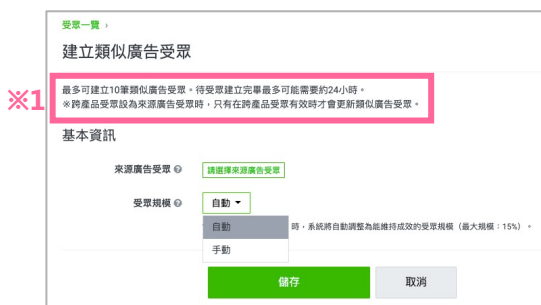 受眾一覽 ›
建立類似廣告受眾
※1
最多可建立10筆類似廣告受眾。待受眾建立完畢最多可能需要約24小時。
※跨產品受眾設為來源廣告受眾時，只有在跨產品受眾有效時才會更新類似廣告受眾。
基本資訊
來源廣告受眾 ?
請選擇來源廣告受眾
受眾規模 ?
自動
自動
時，系統將自動調整為能維持成效的受眾規模（最大規模：15%）。
手動
儲存
取消